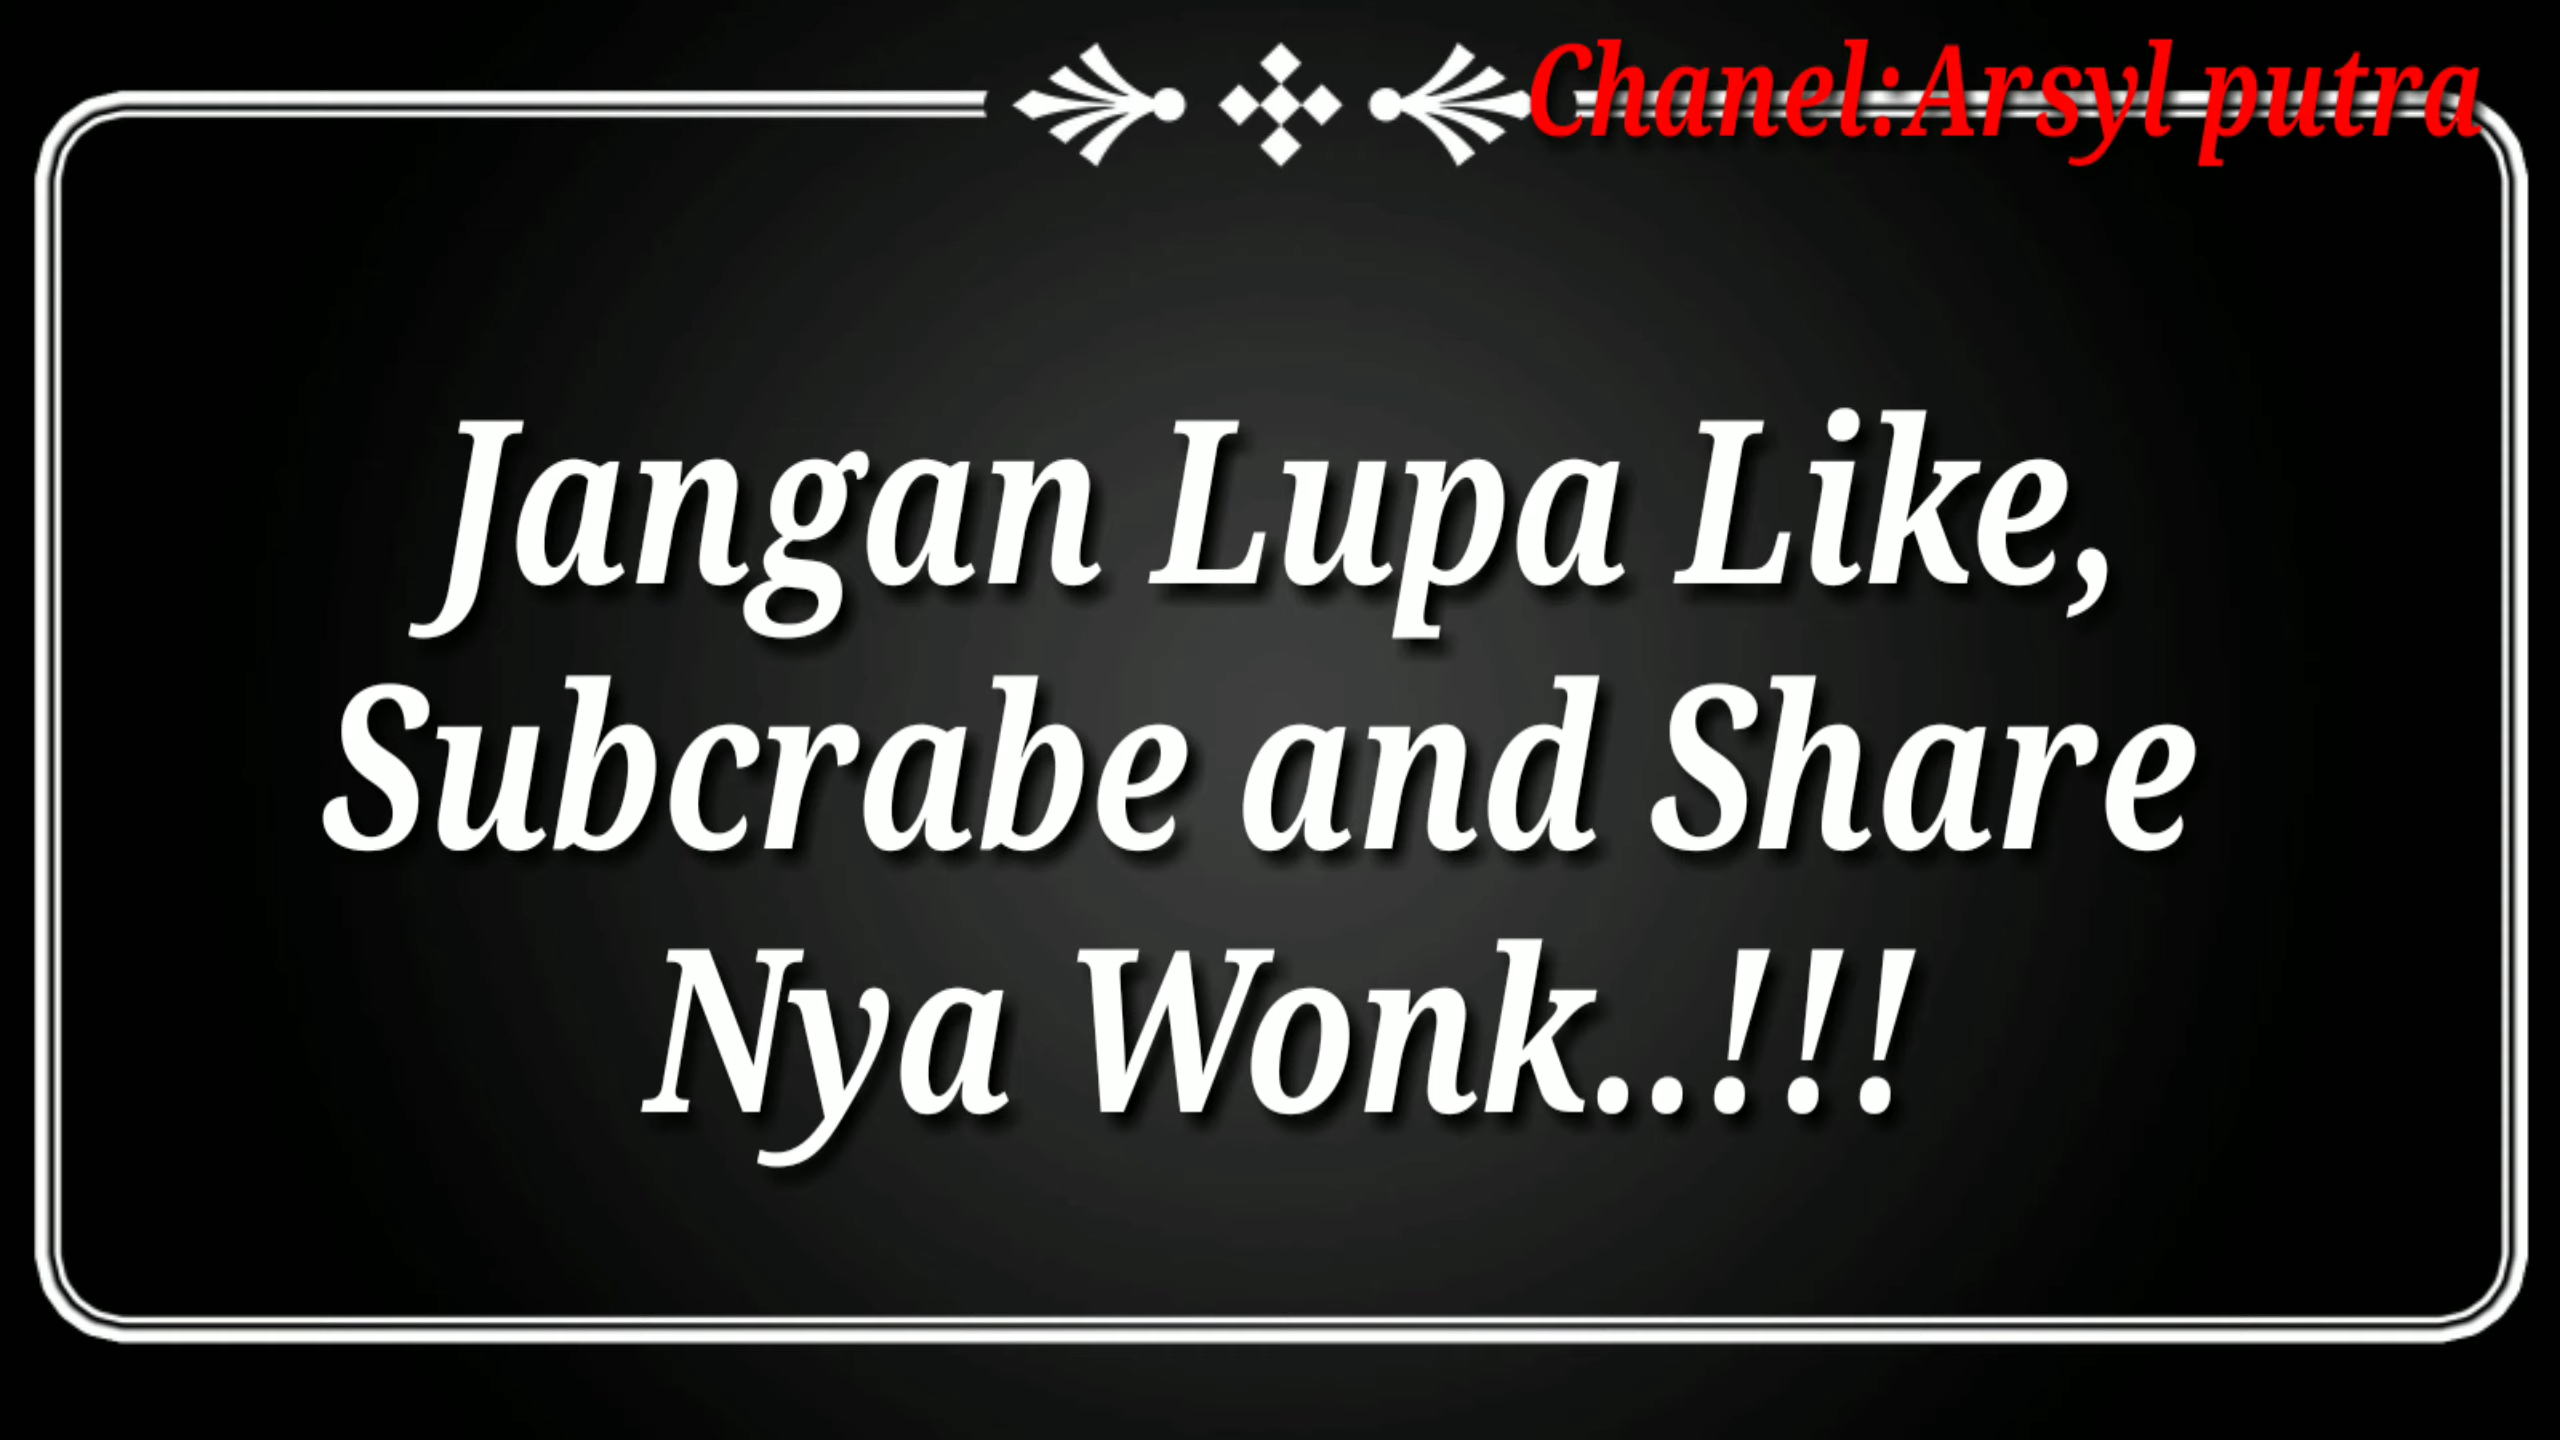 Chanel:Arsyl putra
Jangan Lupa Like,
Subcrabe and Share
Nya Wonk..!!!